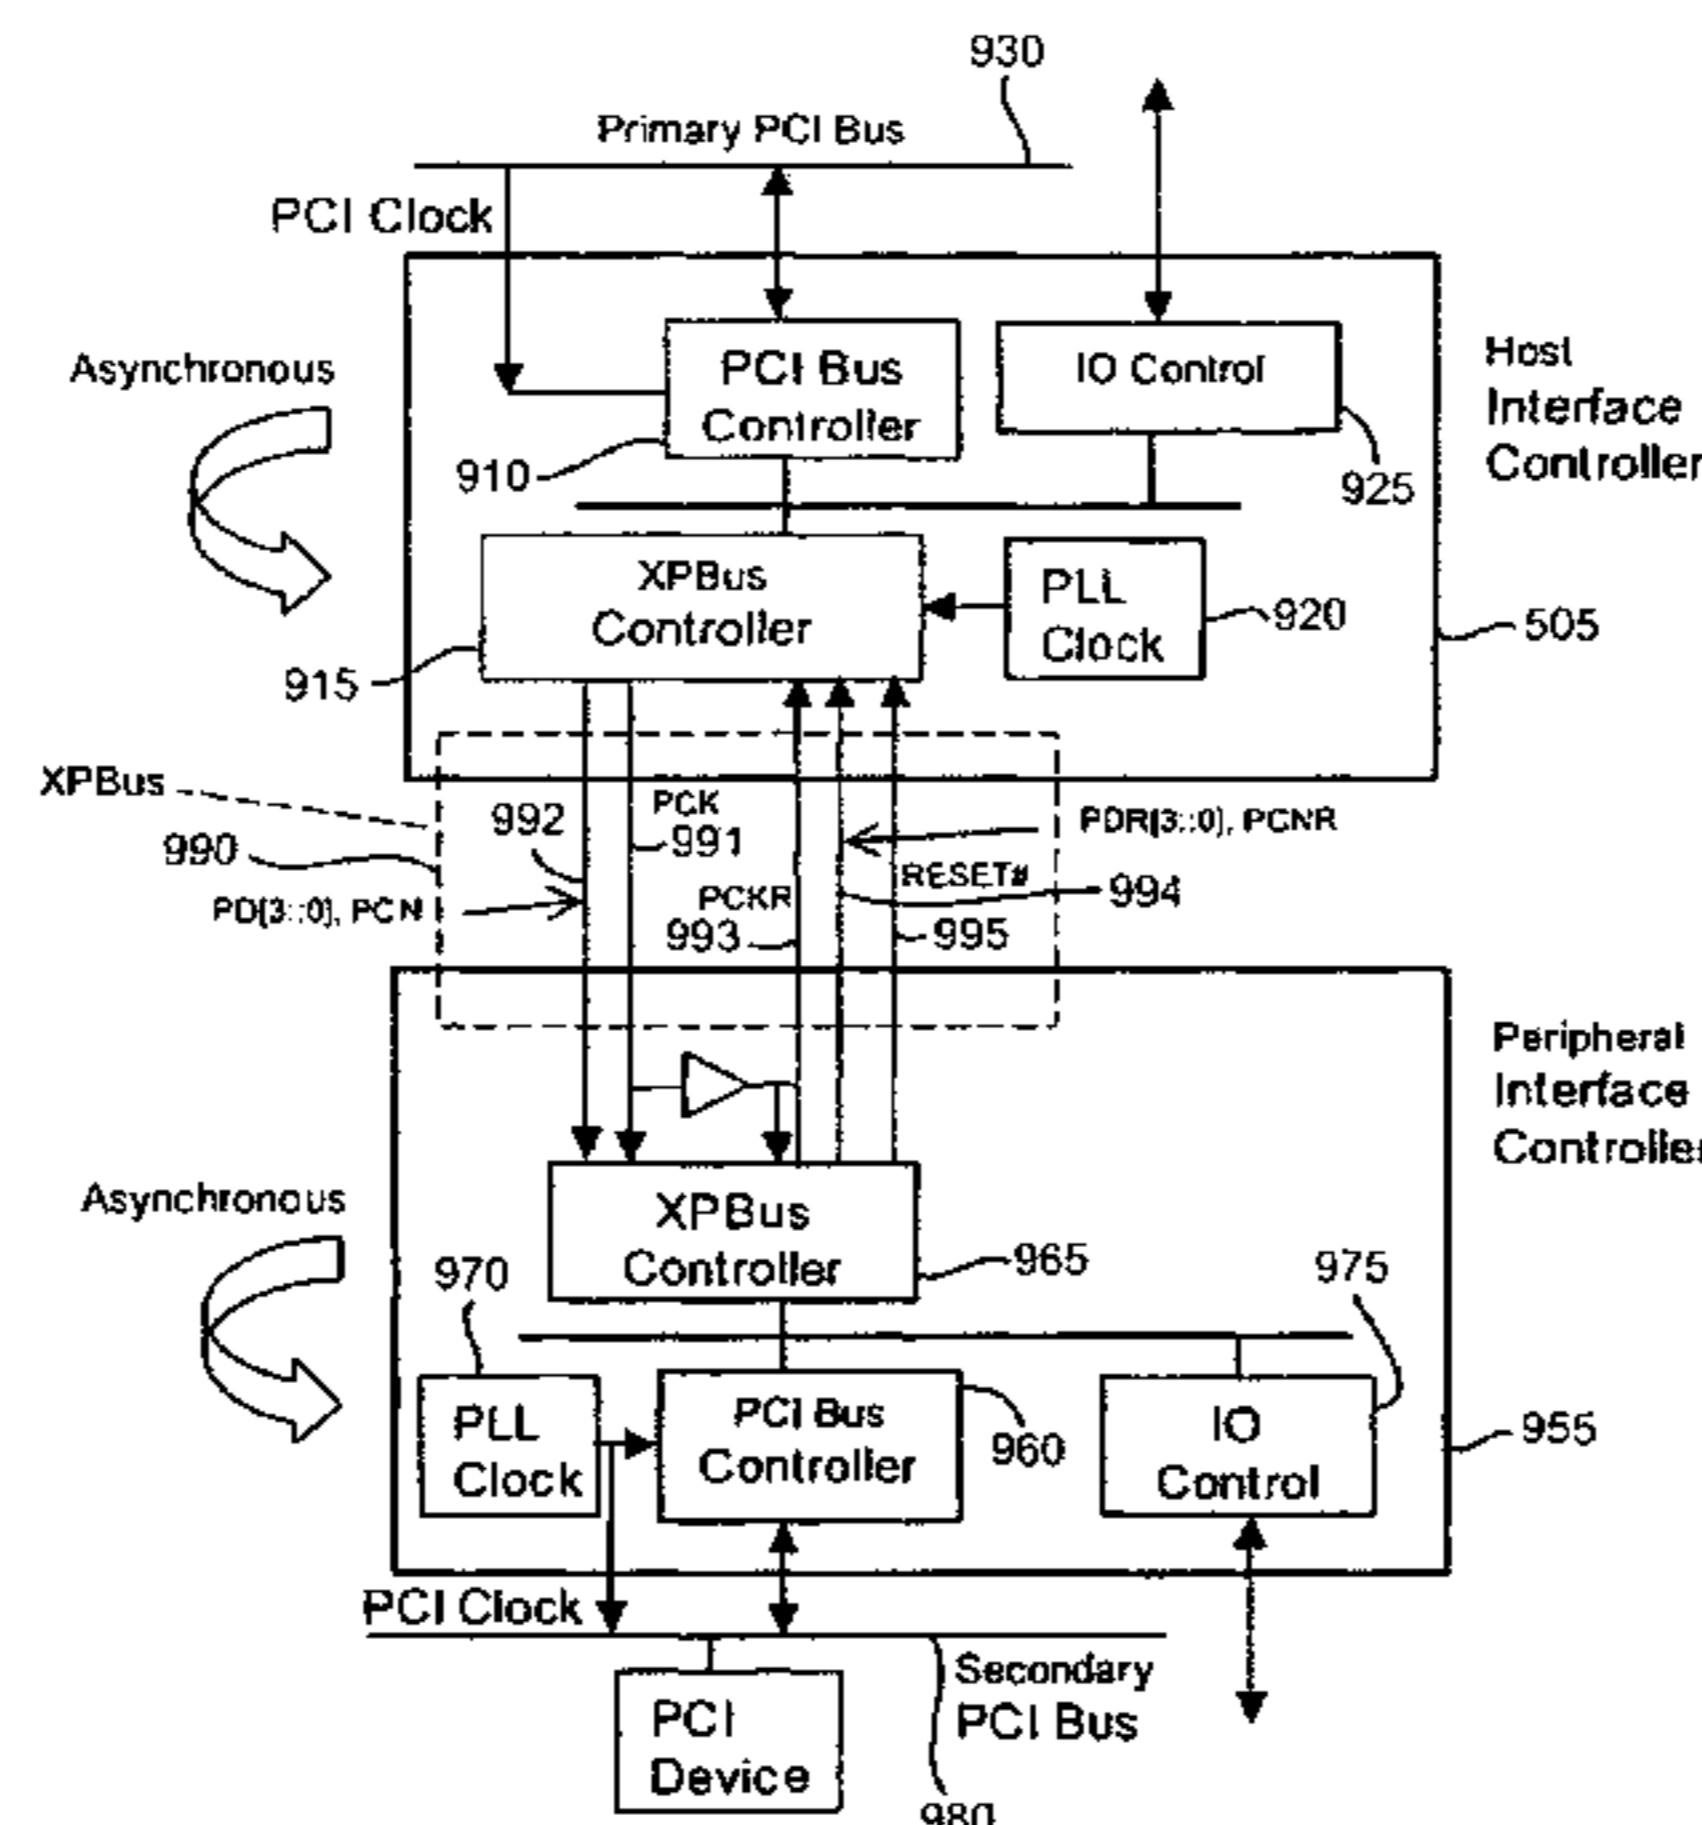 930
Primary PCI Bus
PCI Clock
Asynchronous
PCI Bus
Controller
IO Control
Host
Interface
Controller
910
925
XPBus
Controller
PLL
Clock
920
505
915
XPBus
990
992
PCK
991
PDR[3::0], PCNR
RESET#
994
PD[3::0], PCN
PCKR
993
995
Peripheral
Interface
Controller
Asynchronous
XPBus
Controller
965
970
975
PLL
Clock
PCI Bus
Controller
960
IO
Control
955
PCI Clock
Secondary
PCI Bus
PCI
Device
980